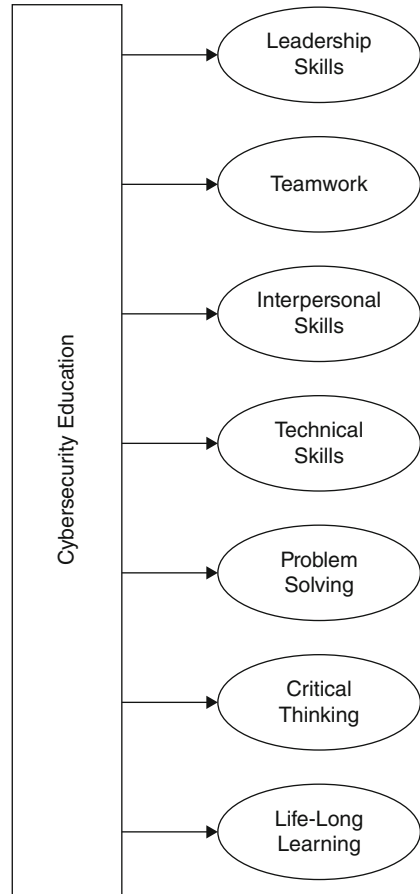 Cybersecurity Education
Leadership
Skills
Teamwork
Interpersonal
Skills
Technical
Skills
Problem
Solving
Critical
Thinking
Life-Long
Learning